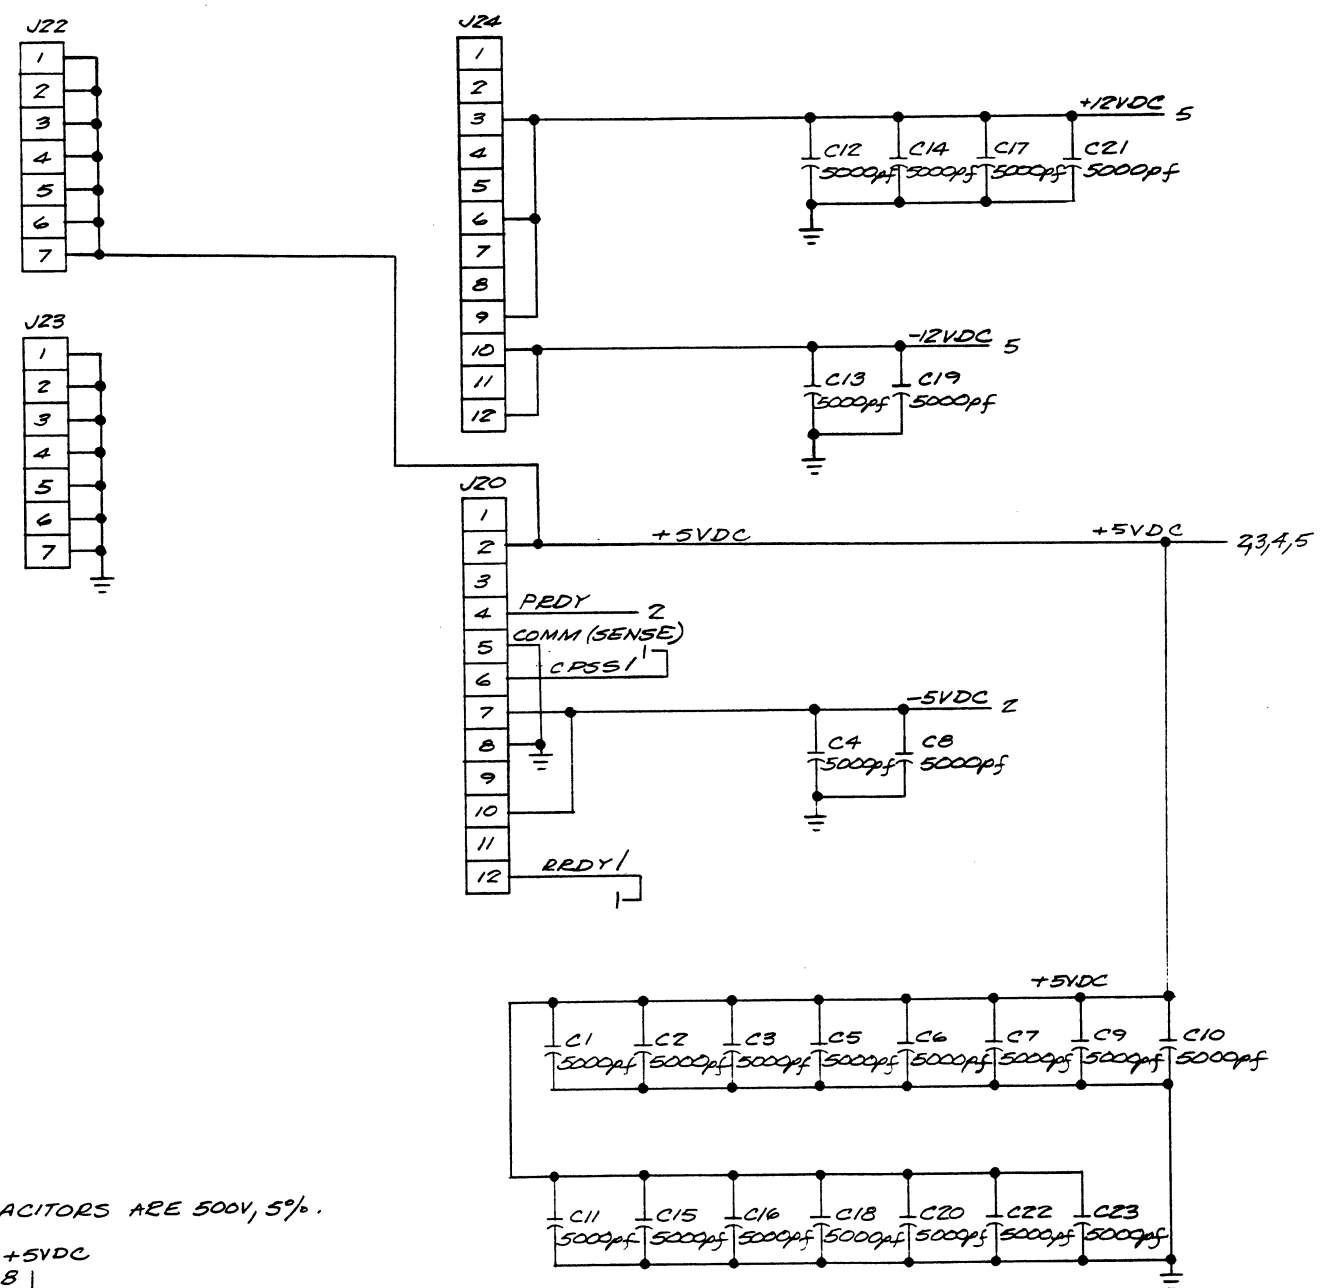 J22
1
2
3
4
5
6
7
J23
1
2
3
4
5
6
7
J24
1
2
3
4
5
6
7
8
9
10
11
12
+12VDC 5
C12 C14 C17 C21
5000pf 5000pf 5000pf 5000pf
-12VDC 5
C13 C19
5000pf 5000pf
J20
1
2
3
4
5
6
7
8
9
10
11
12
+5VDC +5VDC 2,3,4,5
PRDY 2
COMM (SENSE)
CPSS/ 1
-5VDC 2
C4 C8
5000pf 5000pf
RRDY/
1
+5VDC
C1 C2 C3 C5 C6 C7 C9 C10
5000pf 5000pf 5000pf 5000pf 5000pf 5000pf 5000pf 5000pf
C11 C15 C16 C18 C20 C22 C23
5000pf 5000pf 5000pf 5000pf 5000pf 5000pf 5000pf
ACITORS ARE 500V, 5%.
+5VDC
8